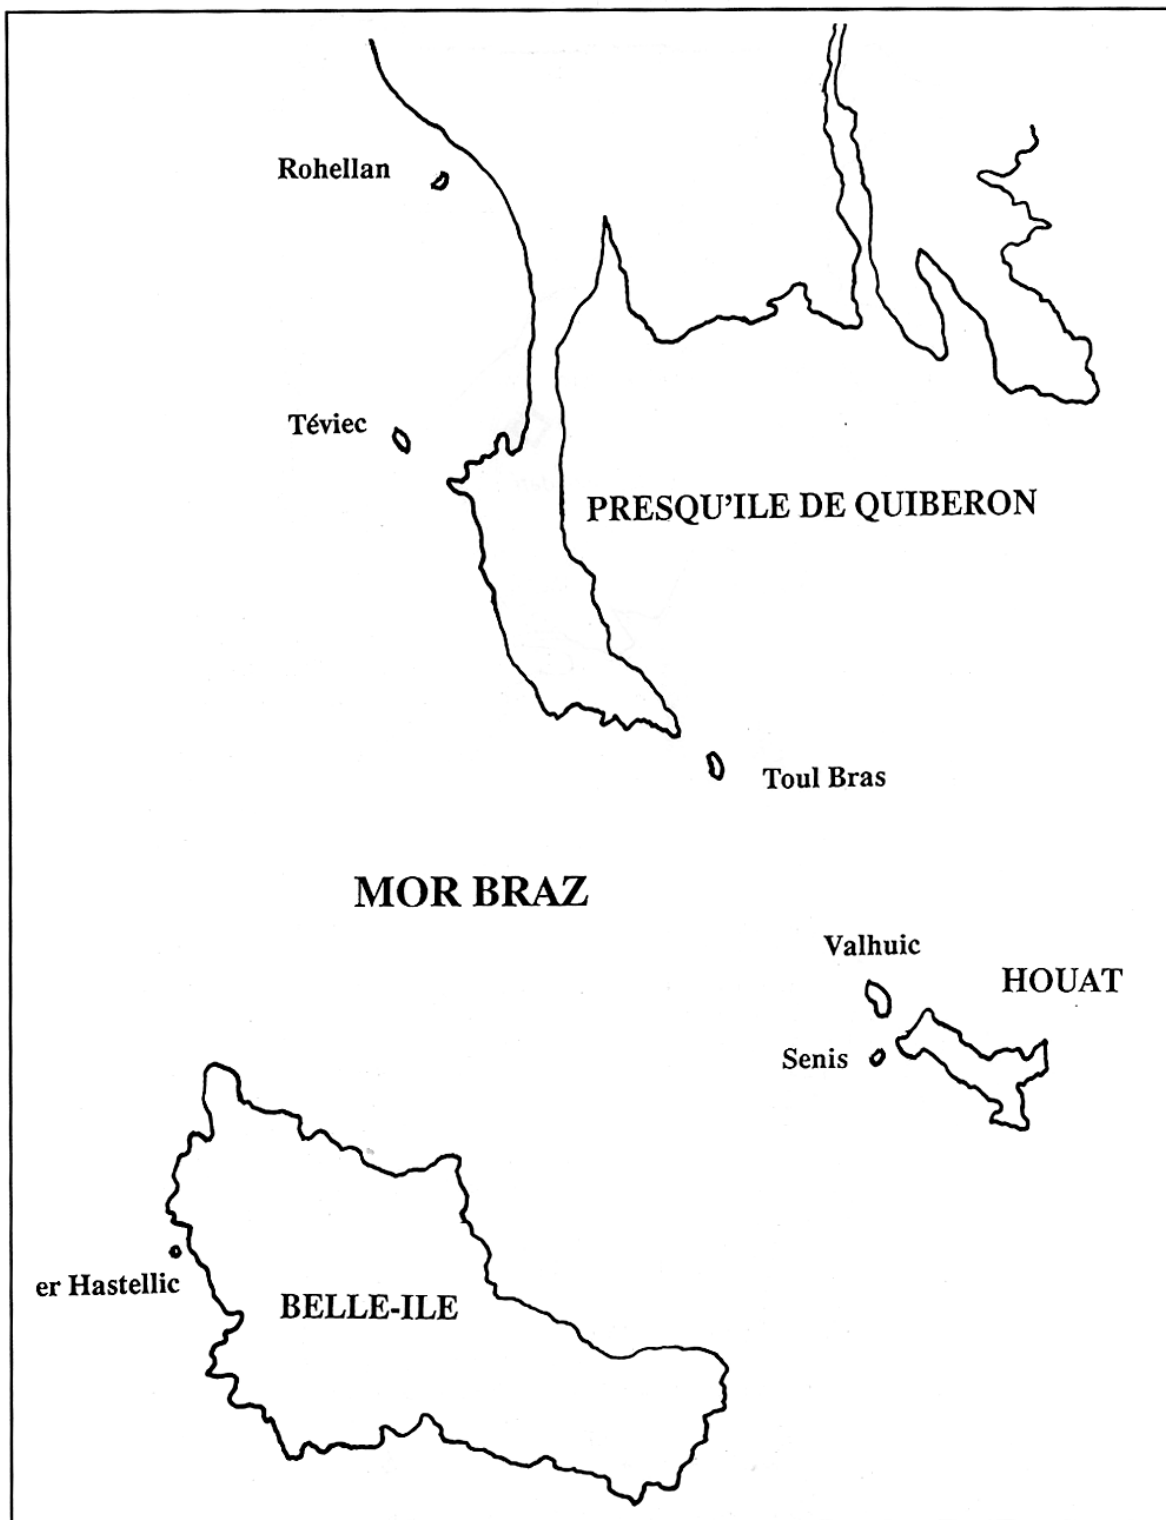 Rohellan
Téviec
PRESQU'ILE DE QUIBERON
Toul Bras
MOR BRAZ
Valhuic
HOUAT
Senis
er Hastellic
BELLE-ILE